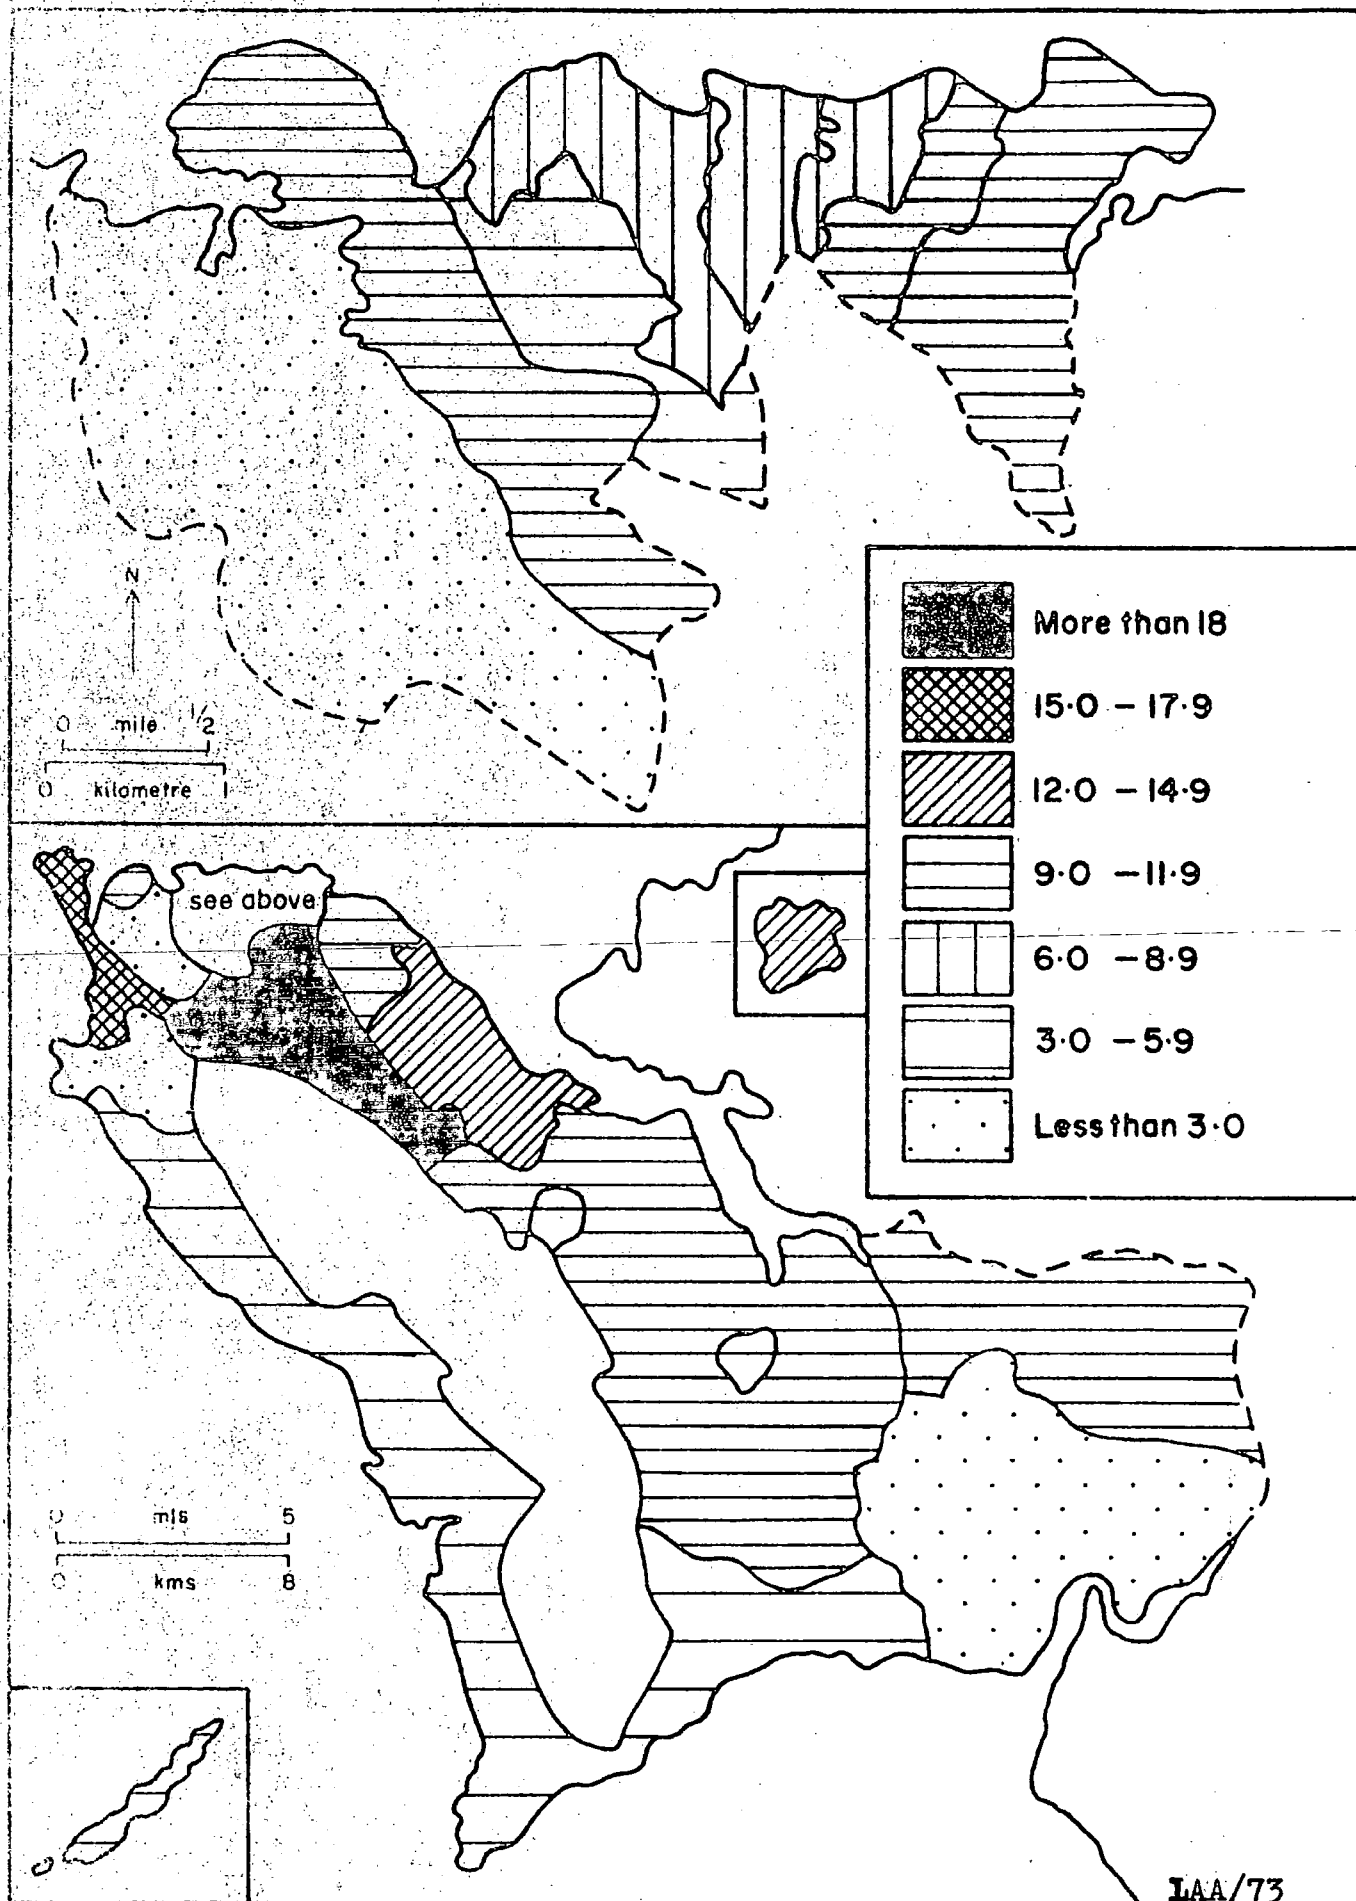 N
0 mile 1/2
0 kilometre 1
More than 18
15·0 – 17·9
12·0 – 14·9
9·0 – 11·9
6·0 – 8·9
3·0 – 5·9
Less than 3·0
see above
0 mls 5
0 kms 8
LAA/73